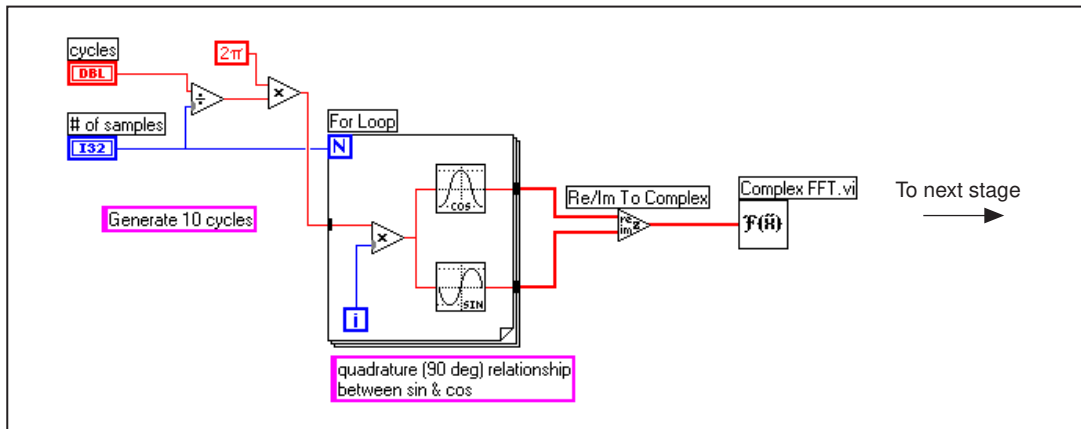 cycles
DBL
2π
÷
×
# of samples
I32
For Loop
N
Generate 10 cycles
×
i
COS
SIN
Re/Im To Complex
re
im z
Complex FFT.vi
F(x̃)
To next stage
quadrature (90 deg) relationship
between sin & cos